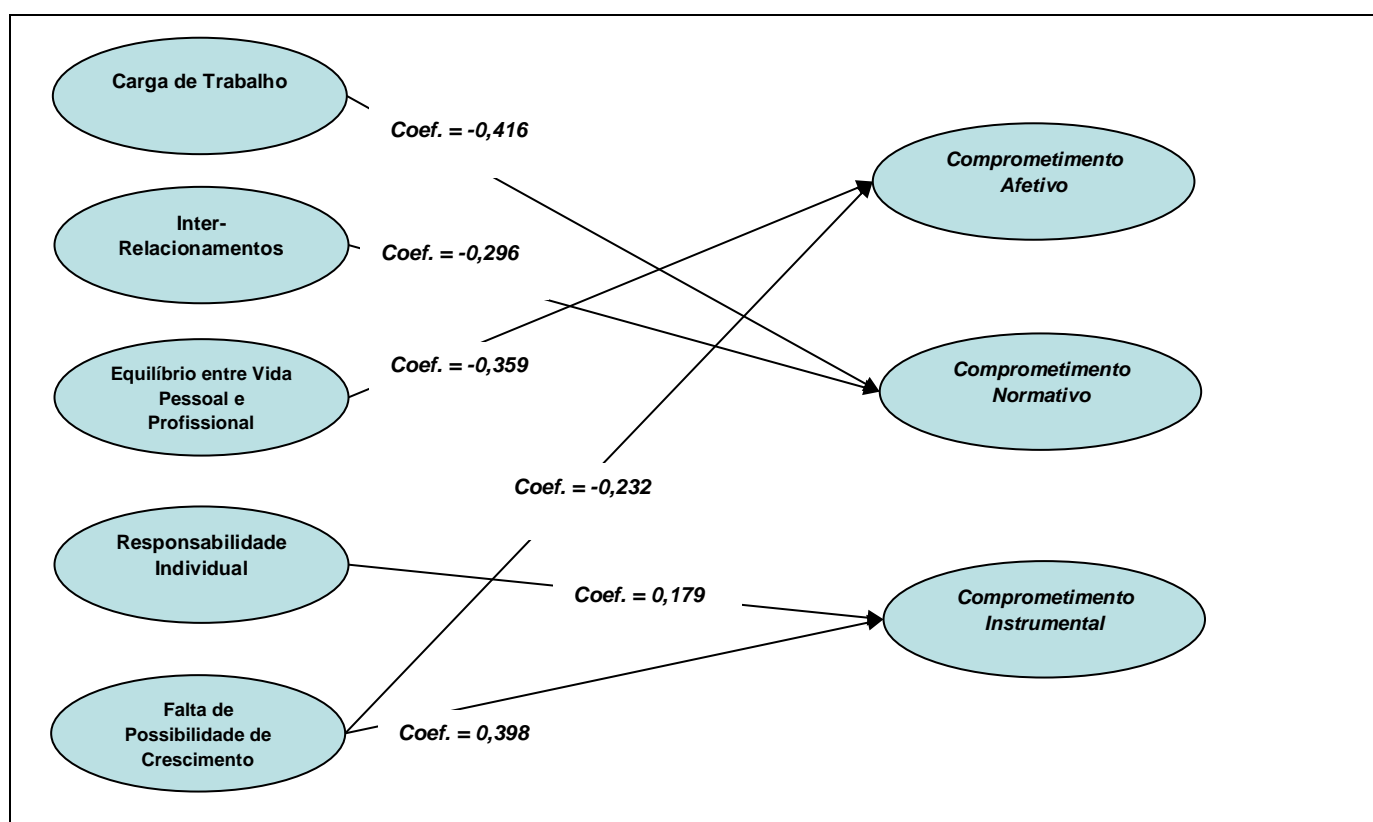 Carga de Trabalho
Coef. = -0,416
Comprometimento
Afetivo
Inter-
Relacionamentos
Coef. = -0,296
Equilíbrio entre Vida
Pessoal e
Profissional
Coef. = -0,359
Comprometimento
Normativo
Coef. = -0,232
Responsabilidade
Individual
Coef. = 0,179
Comprometimento
Instrumental
Falta de
Possibilidade de
Crescimento
Coef. = 0,398